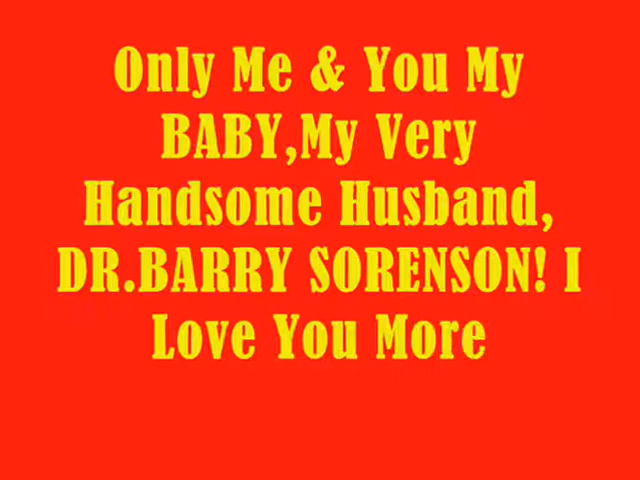 Only Me & You My
BABY,My Very
Handsome Husband,
DR.BARRY SORENSON! I
Love You More